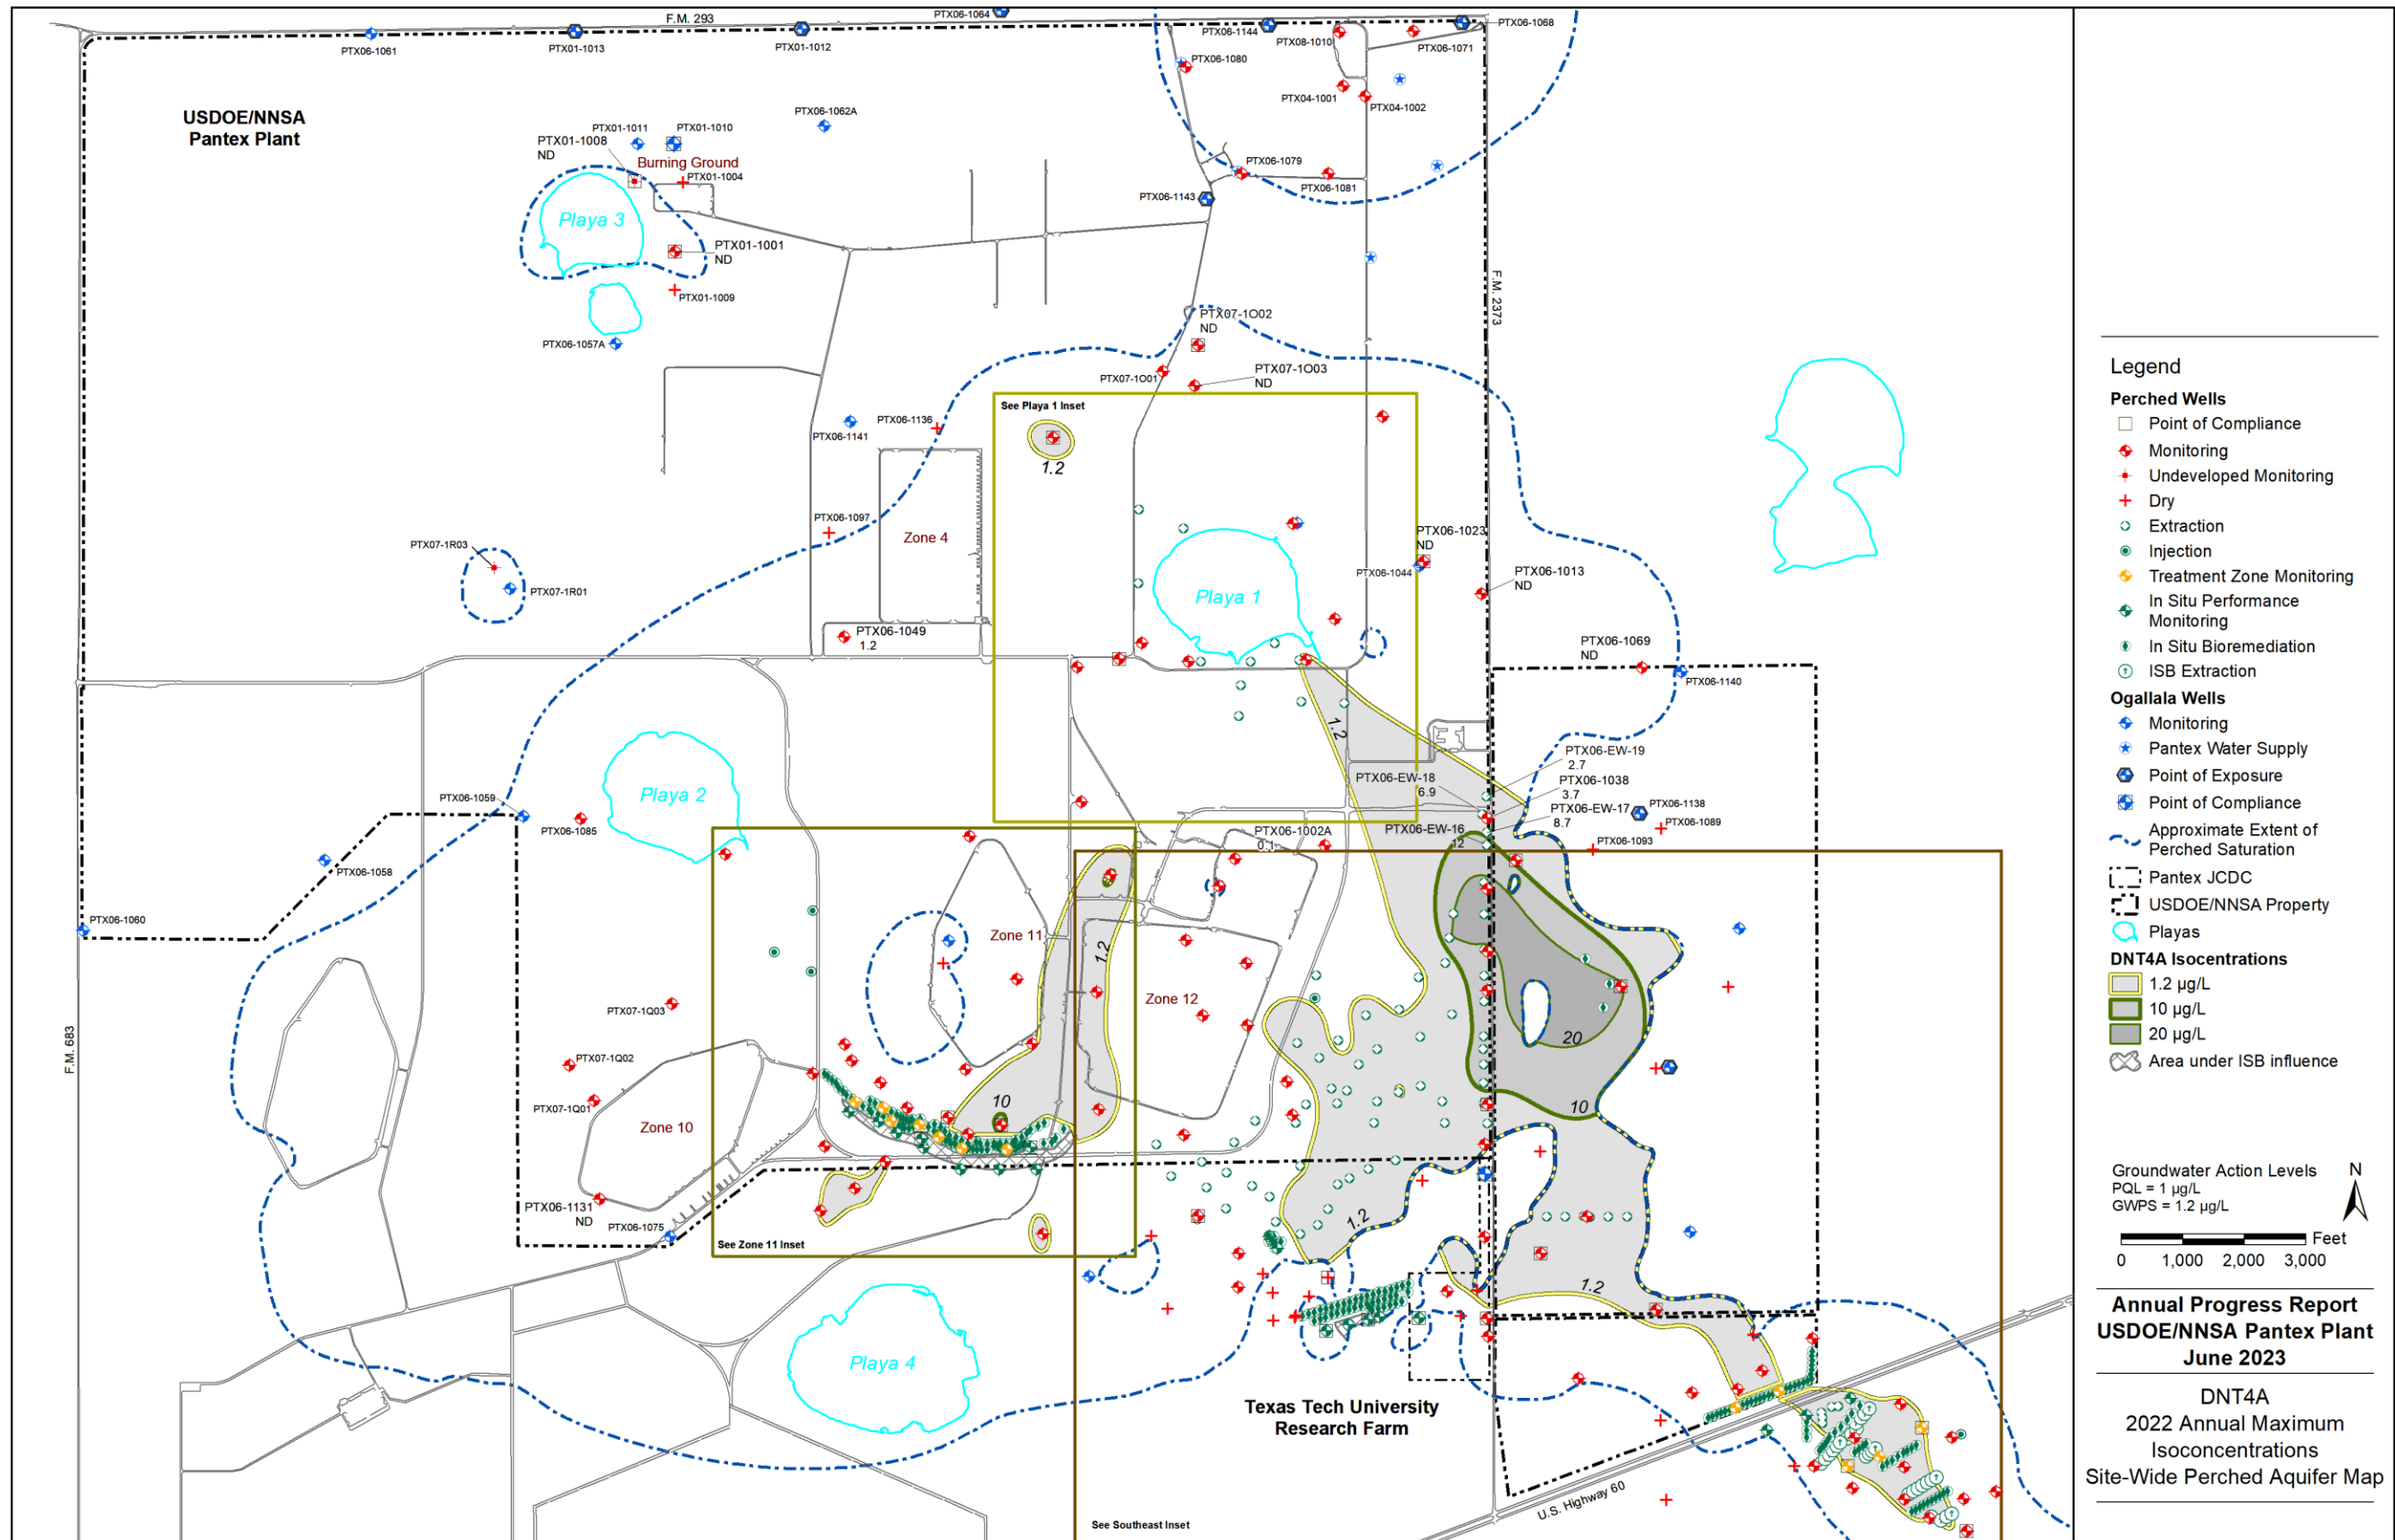 F.M. 293
PTX06-1064
PTX06-1061
PTX01-1013
PTX01-1012
PTX06-1144
PTX08-1010
PTX06-1068
PTX06-1071
PTX06-1080
PTX04-1001
PTX04-1002
USDOE/NNSA
Pantex Plant
PTX06-1062A
PTX01-1011
PTX01-1010
PTX01-1008
ND
Burning Ground
PTX01-1004
PTX06-1079
PTX06-1081
PTX06-1143
Playa 3
PTX01-1001
ND
PTX01-1009
F.M. 2373
PTX07-1O02
ND
PTX06-1057A
PTX07-1O01
PTX07-1O03
ND
See Playa 1 Inset
1.2
PTX06-1136
PTX06-1141
PTX06-1097
Zone 4
PTX06-1023
ND
PTX06-1044
PTX06-1013
ND
PTX07-1R03
PTX07-1R01
Playa 1
PTX06-1049
1.2
PTX06-1069
ND
PTX06-1140
1.2
Playa 2
PTX06-EW-19
2.7
PTX06-EW-18
6.9
PTX06-1038
3.7
PTX06-EW-17
8.7
PTX06-EW-16
12
PTX06-1138
PTX06-1089
PTX06-1093
PTX06-1059
PTX06-1085
PTX06-1002A
0.1
PTX06-1058
PTX06-1060
Zone 11
1.2
Zone 12
PTX07-1Q03
F.M. 683
20
PTX07-1Q02
PTX07-1Q01
10
10
Zone 10
PTX06-1131
ND
PTX06-1075
1.2
See Zone 11 Inset
1.2
Playa 4
Texas Tech University
Research Farm
U.S. Highway 60
See Southeast Inset
Legend
Perched Wells
Point of Compliance
Monitoring
Undeveloped Monitoring
Dry
Extraction
Injection
Treatment Zone Monitoring
In Situ Performance
Monitoring
In Situ Bioremediation
ISB Extraction
Ogallala Wells
Monitoring
Pantex Water Supply
Point of Exposure
Point of Compliance
Approximate Extent of
Perched Saturation
Pantex JCDC
USDOE/NNSA Property
Playas
DNT4A Isocentrations
1.2 µg/L
10 µg/L
20 µg/L
Area under ISB influence
Groundwater Action Levels
PQL = 1 µg/L
GWPS = 1.2 µg/L
N
Feet
0 1,000 2,000 3,000
Annual Progress Report
USDOE/NNSA Pantex Plant
June 2023
DNT4A
2022 Annual Maximum
Isoconcentrations
Site-Wide Perched Aquifer Map